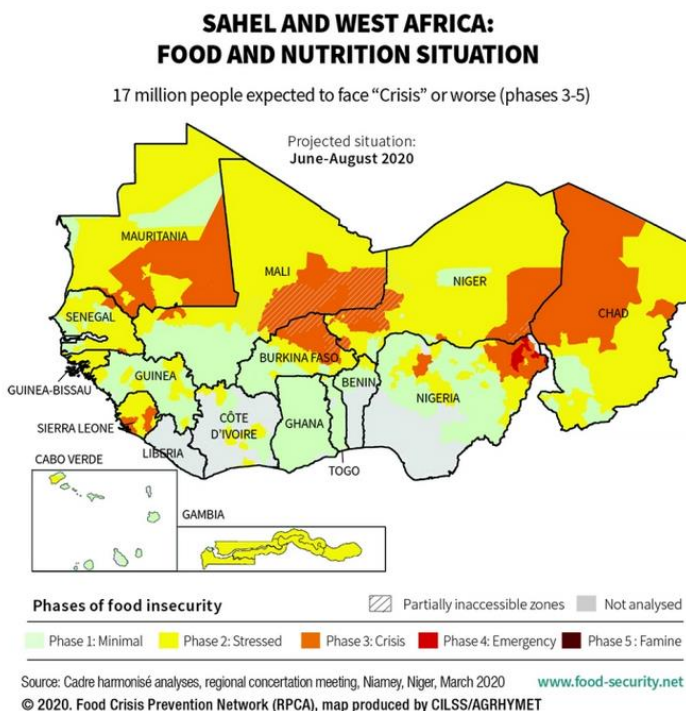 SAHEL AND WEST AFRICA:
FOOD AND NUTRITION SITUATION
17 million people expected to face “Crisis” or worse (phases 3-5)
Projected situation:
June-August 2020
MAURITANIA
MALI
NIGER
CHAD
SENEGAL
BURKINA FASO
GUINEA
BENIN
GUINEA-BISSAU
NIGERIA
CÔTE
D'IVOIRE
GHANA
SIERRA LEONE
LIBERIA
TOGO
CABO VERDE
GAMBIA
Phases of food insecurity
Partially inaccessible zones
Not analysed
Phase 1: Minimal
Phase 2: Stressed
Phase 3: Crisis
Phase 4: Emergency
Phase 5 : Famine
Source: Cadre harmonisé analyses, regional concertation meeting, Niamey, Niger, March 2020
www.food-security.net
© 2020. Food Crisis Prevention Network (RPCA), map produced by CILSS/AGRHYMET